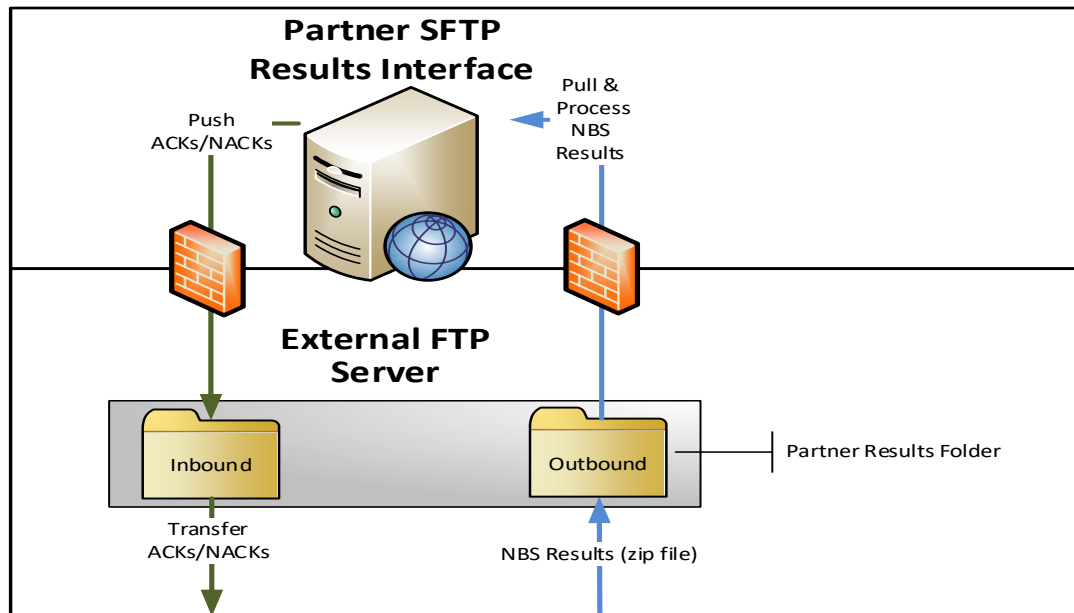 Partner SFTP
Results Interface
Push
ACKs/NACKs
Pull &
Process
NBS
Results
External FTP
Server
Inbound
Outbound
Partner Results Folder
Transfer
ACKs/NACKs
NBS Results (zip file)